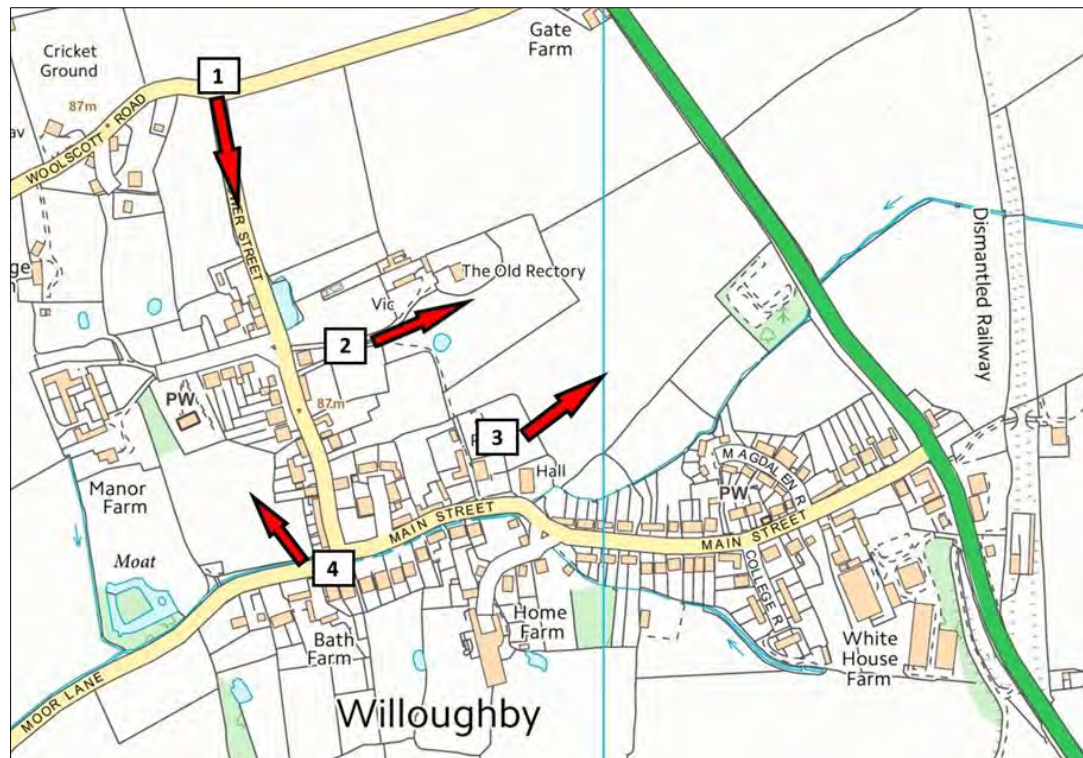 Cricket
Ground
1
Gate
Farm
87m
WOOLSCOTT ROAD
STREET
Dismantled Railway
The Old Rectory
Vic
2
PW
87m
3
Hall
MAGDALEN R
PW
Manor
Farm
MAIN STREET
MAIN STREET
Moat
4
COLLEGE R
Bath
Farm
Home
Farm
White
House
Farm
MOOR LANE
Willoughby